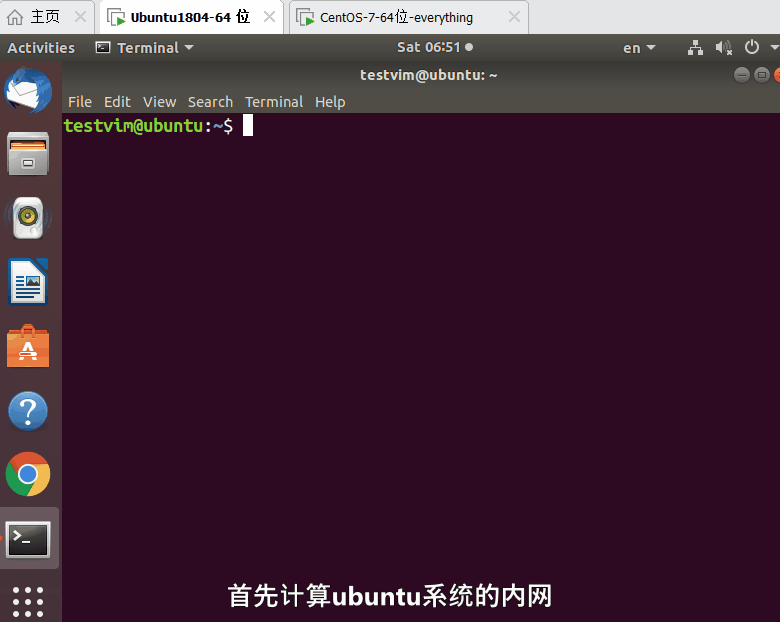 主页 Ubuntu1804-64 位 CentOS-7-64位-everything
Activities Terminal Sat 06:51 en
testvim@ubuntu: ~
File Edit View Search Terminal Help
testvim@ubuntu:~$
首先计算ubuntu系统的内网